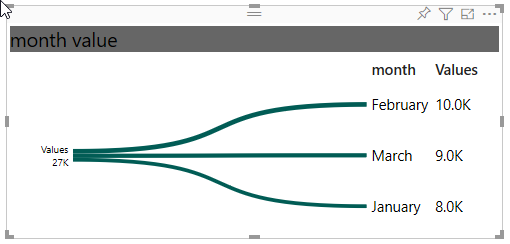 month value
month Values
February 10.0K
Values
27K
March 9.0K
January 8.0K